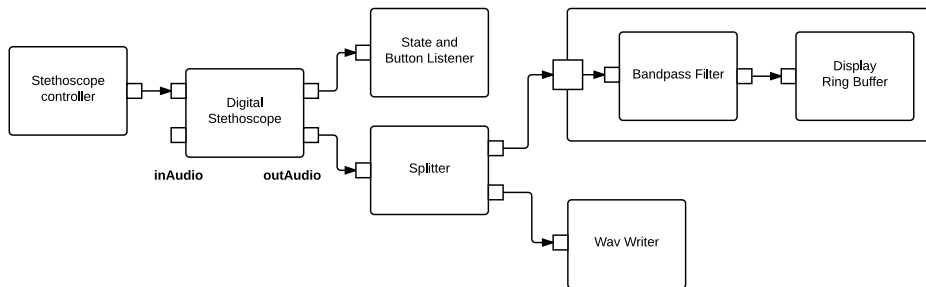 Stethoscope
controller
Digital
Stethoscope
inAudio
outAudio
State and
Button Listener
Splitter
Bandpass Filter
Display
Ring Buffer
Wav Writer